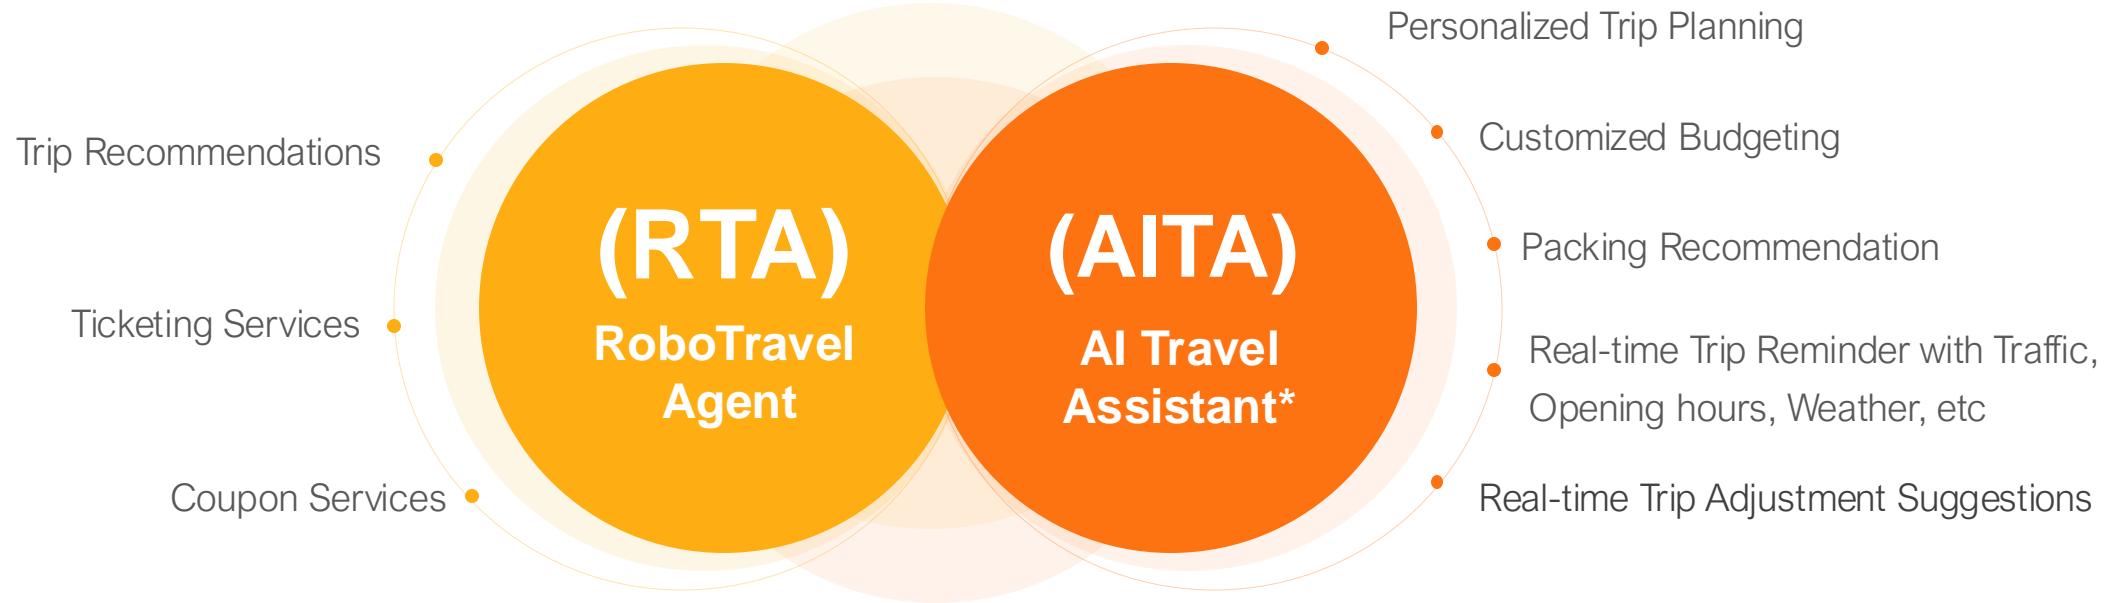 Trip Recommendations
Ticketing Services
Coupon Services
(RTA)
RoboTravel
Agent
(AITA)
AI Travel
Assistant*
Personalized Trip Planning
Customized Budgeting
Packing Recommendation
Real-time Trip Reminder with Traffic,
Opening hours, Weather, etc
Real-time Trip Adjustment Suggestions